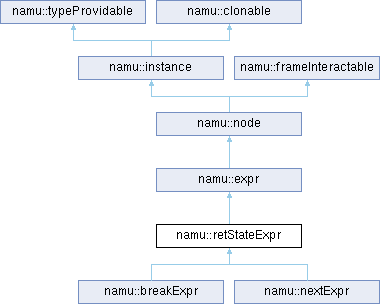 namu::typeProvidable namu::clonable
namu::instance namu::frameInteractable
namu::node
namu::expr
namu::retStateExpr
namu::breakExpr namu::nextExpr